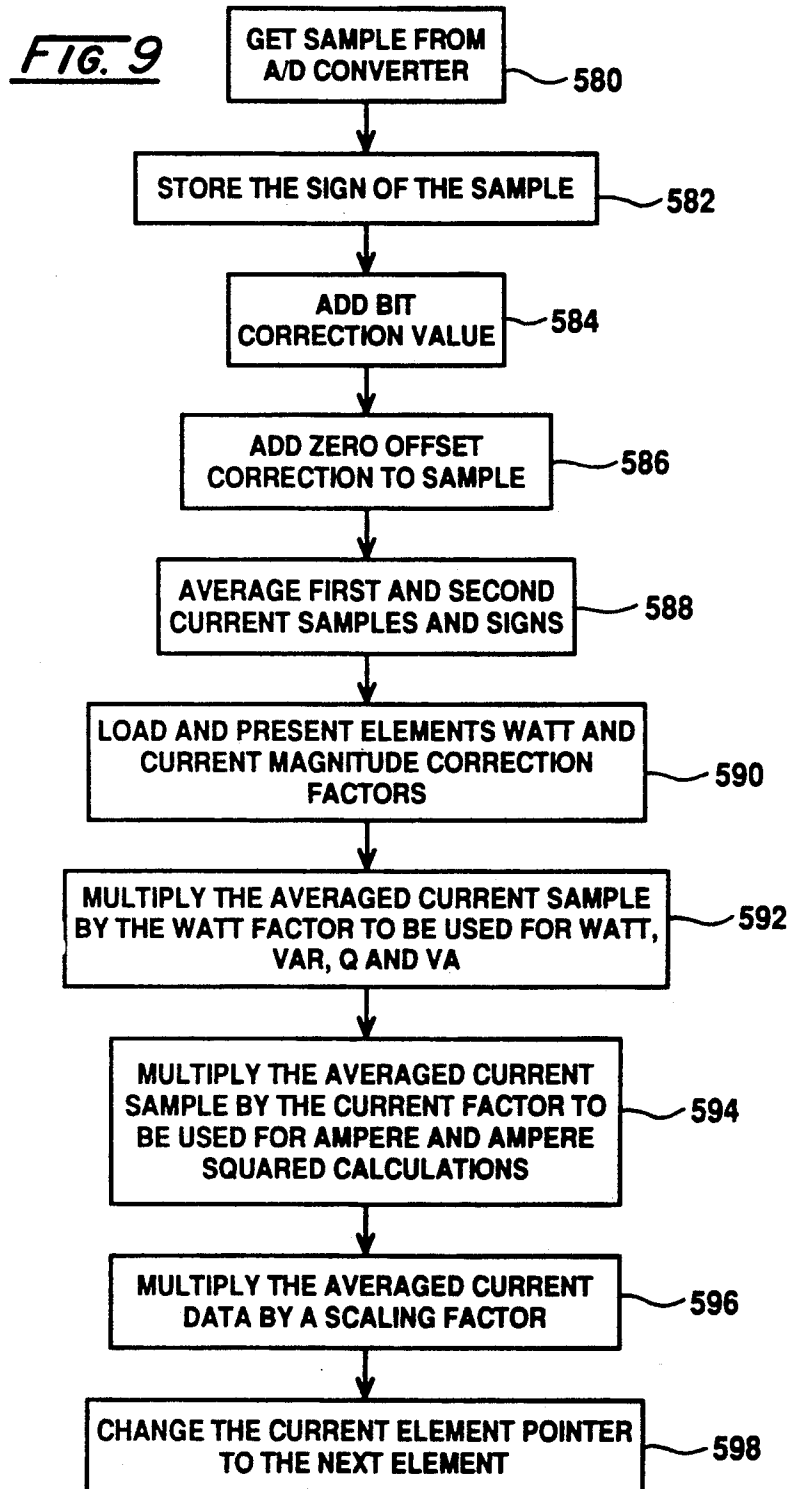 FIG. 9
GET SAMPLE FROM
A/D CONVERTER
580
STORE THE SIGN OF THE SAMPLE
582
ADD BIT
CORRECTION VALUE
584
ADD ZERO OFFSET
CORRECTION TO SAMPLE
586
AVERAGE FIRST AND SECOND
CURRENT SAMPLES AND SIGNS
588
LOAD AND PRESENT ELEMENTS WATT AND
CURRENT MAGNITUDE CORRECTION
FACTORS
590
MULTIPLY THE AVERAGED CURRENT SAMPLE
BY THE WATT FACTOR TO BE USED FOR WATT,
VAR, Q AND VA
592
MULTIPLY THE AVERAGED CURRENT
SAMPLE BY THE CURRENT FACTOR TO
BE USED FOR AMPERE AND AMPERE
SQUARED CALCULATIONS
594
MULTIPLY THE AVERAGED CURRENT
DATA BY A SCALING FACTOR
596
CHANGE THE CURRENT ELEMENT POINTER
TO THE NEXT ELEMENT
598